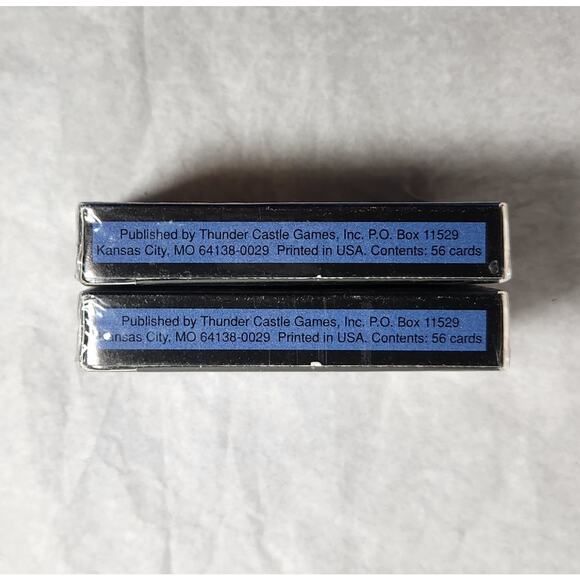 Published by Thunder Castle Games, Inc. P.O. Box 11529
Kansas City, MO 64138-0029 Printed in USA. Contents: 56 cards
Published by Thunder Castle Games, Inc. P.O. Box 11529
Kansas City, MO 64138-0029 Printed in USA. Contents: 56 cards